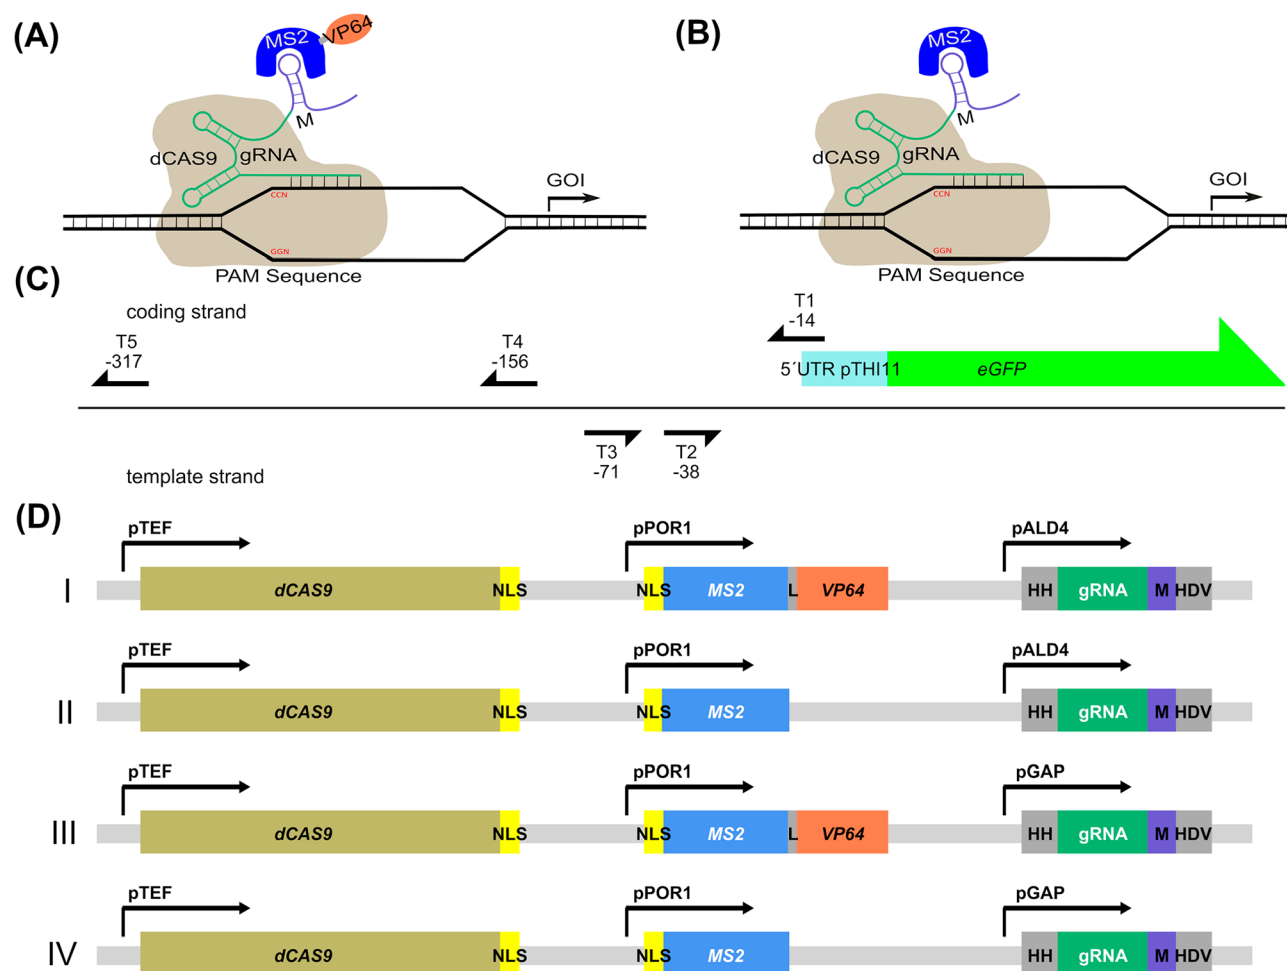 (A)
MS2
VP64
M
dCAS9
gRNA
GOI
CCN
GGN
PAM Sequence
(B)
MS2
M
dCAS9
gRNA
GOI
CCN
GGN
PAM Sequence
(C)
coding strand
T5
-317
T4
-156
T1
-14
5´UTR pTHI11
eGFP
T3
-71
T2
-38
template strand
(D)
pTEF
pPOR1
pALD4
I
dCAS9
NLS
NLS
MS2
L
VP64
HH
gRNA
M
HDV
pTEF
pPOR1
pALD4
II
dCAS9
NLS
NLS
MS2
HH
gRNA
M
HDV
pTEF
pPOR1
pGAP
III
dCAS9
NLS
NLS
MS2
L
VP64
HH
gRNA
M
HDV
pTEF
pPOR1
pGAP
IV
dCAS9
NLS
NLS
MS2
HH
gRNA
M
HDV